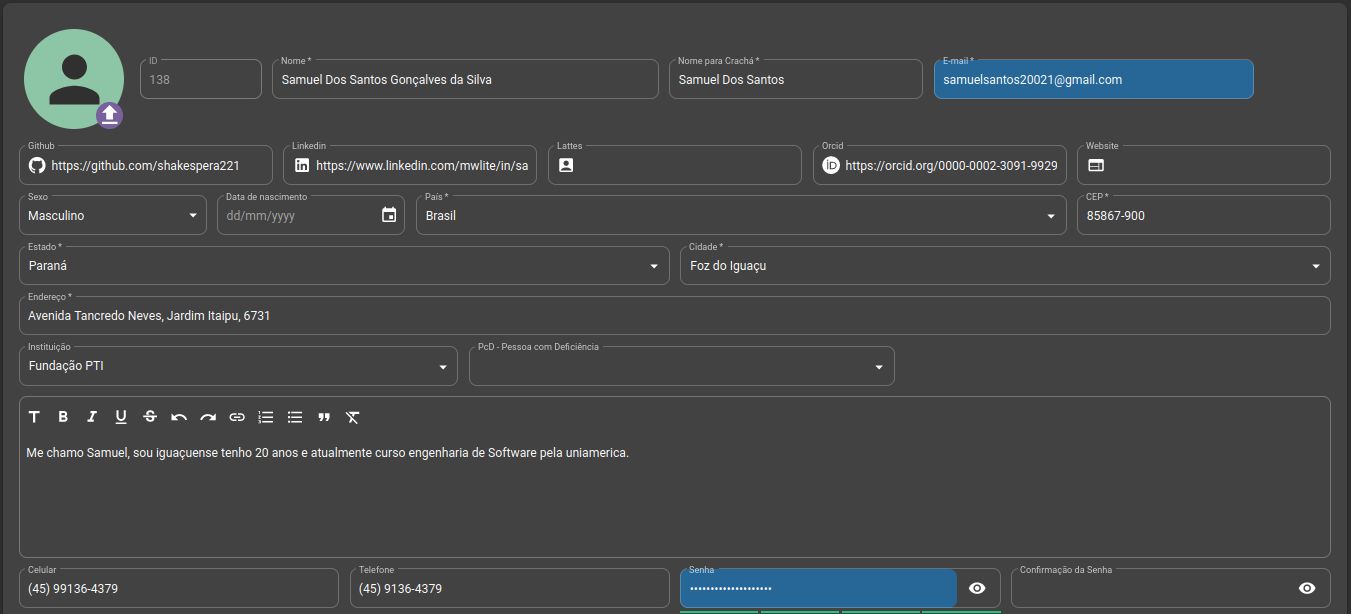 ID
138
Nome *
Samuel Dos Santos Gonçalves da Silva
Nome para Crachá *
Samuel Dos Santos
E-mail *
samuelsantos20021@gmail.com
Github
https://github.com/shakespera221
Linkedin
https://www.linkedin.com/mwlite/in/sa
Lattes
Orcid
https://orcid.org/0000-0002-3091-9929
Website
Sexo
Masculino
Data de nascimento
dd/mm/yyyy
País *
Brasil
CEP *
85867-900
Estado *
Paraná
Cidade *
Foz do Iguaçu
Endereço *
Avenida Tancredo Neves, Jardim Itaipu, 6731
Instituição
Fundação PTI
PcD - Pessoa com Deficiência
Me chamo Samuel, sou iguaçuense tenho 20 anos e atualmente curso engenharia de Software pela uniamerica.
Celular
(45) 99136-4379
Telefone
(45) 9136-4379
Senha
••••••••••••••••••••
Confirmação da Senha